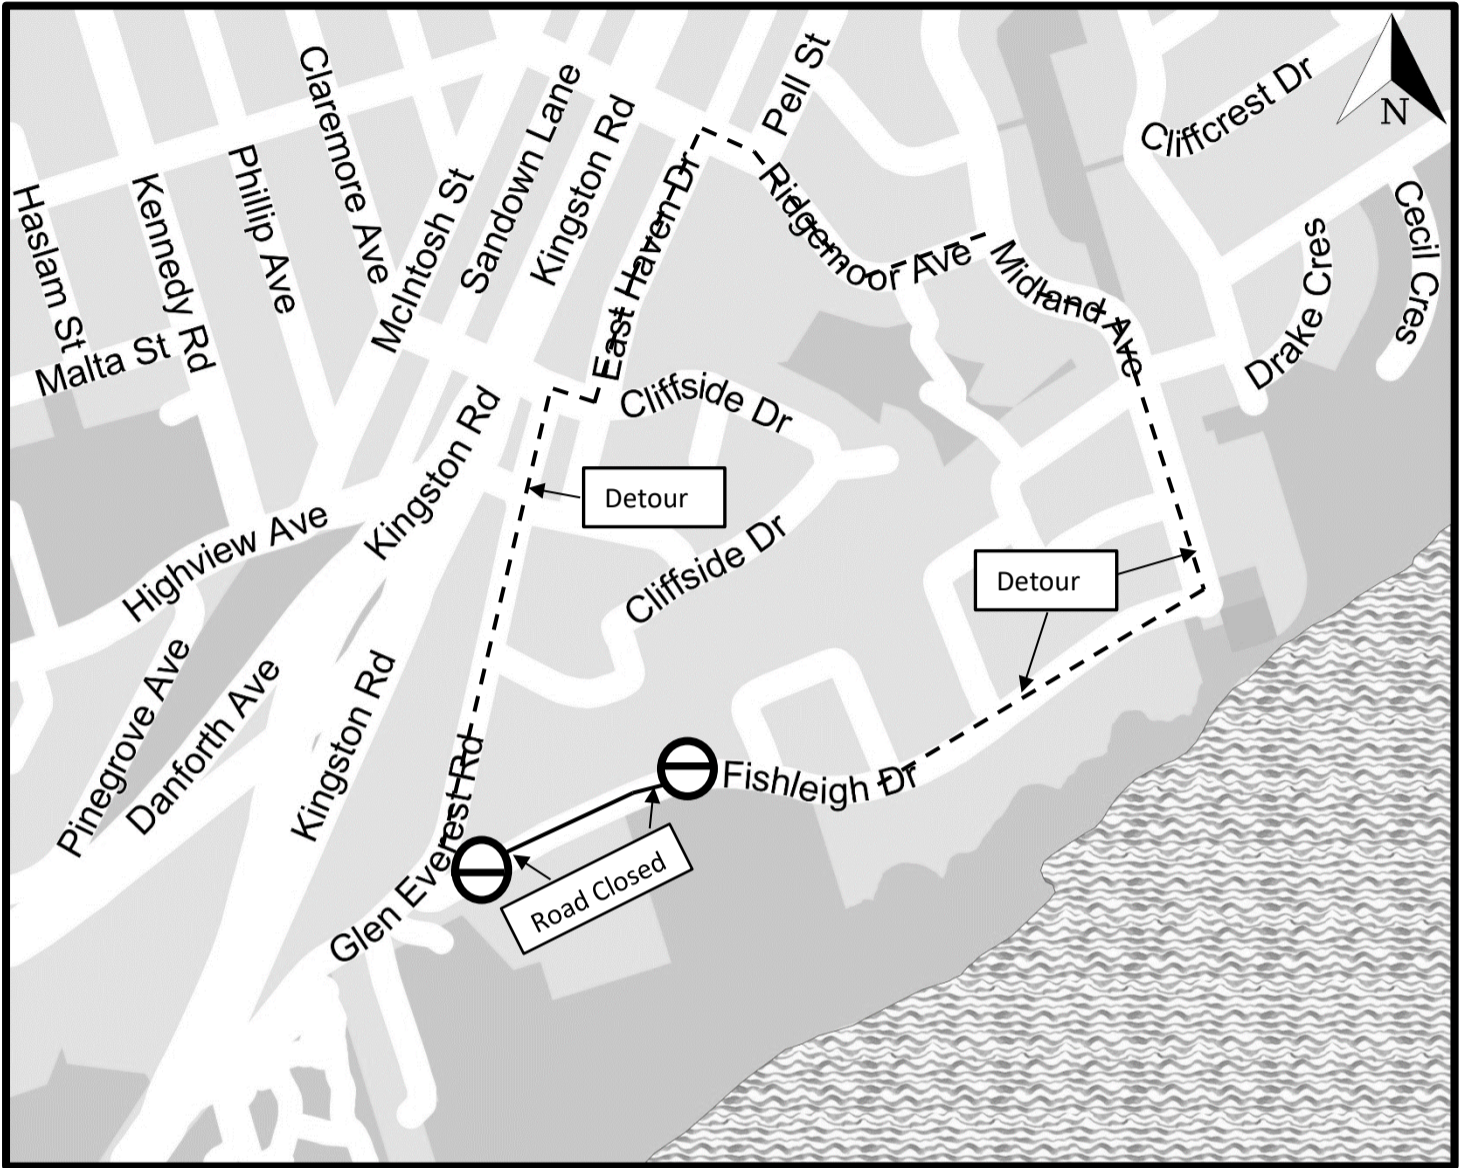 Claremore Ave
Sandown Lane
Kingston Rd
Pell St
Cliffcrest Dr
N
Haslam St
Kennedy Rd
Phillip Ave
McIntosh St
East Haven Dr
Ridgemoor Ave
Midland Ave
Drake Cres
Cecil Cres
Malta St
Cliffside Dr
Kingston Rd
Detour
Highview Ave
Cliffside Dr
Detour
Pinegrove Ave
Danforth Ave
Kingston Rd
Glen Everest Rd
Fishleigh Dr
Road Closed